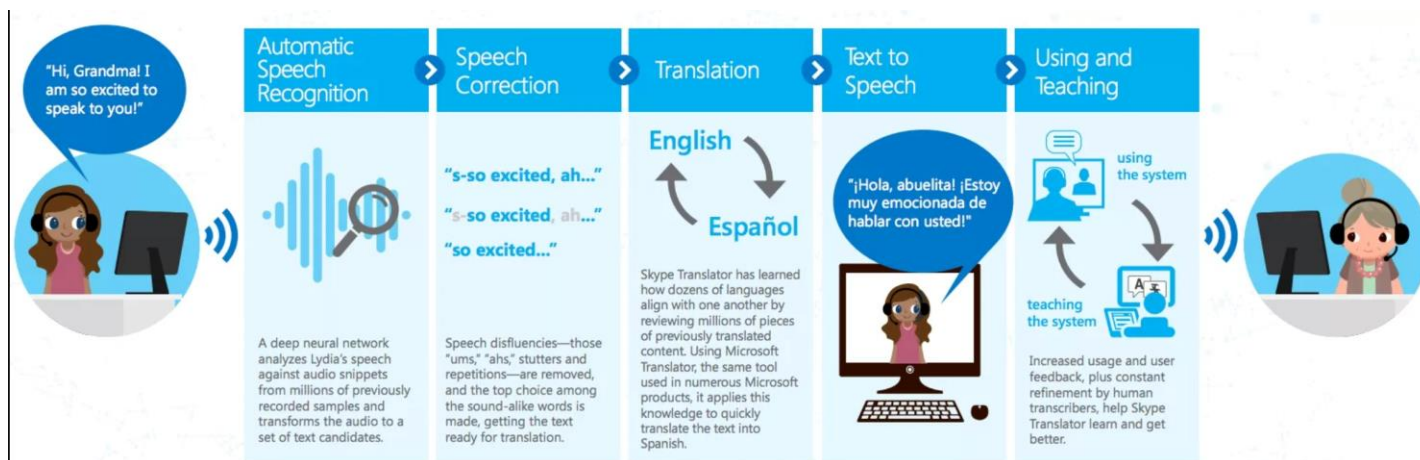 "Hi, Grandma! I
am so excited to
speak to you!"
Automatic
Speech
Recognition
A deep neural network
analyzes Lydia's speech
against audio snippets
from millions of previously
recorded samples and
transforms the audio to a
set of text candidates.
Speech
Correction
"s-so excited, ah..."
"s-so excited, ah..."
"so excited..."
Speech disfluencies—those
"ums," "ahs," stutters and
repetitions—are removed,
and the top choice among
the sound-alike words is
made, getting the text
ready for translation.
Translation
English
Español
Skype Translator has learned
how dozens of languages
align with one another by
reviewing millions of pieces
of previously translated
content. Using Microsoft
Translator, the same tool
used in numerous Microsoft
products, it applies this
knowledge to quickly
translate the text into
Spanish.
Text to
Speech
"¡Hola, abuelita! ¡Estoy
muy emocionada de
hablar con usted!"
Using and
Teaching
using
the system
A
teaching
the system
Increased usage and user
feedback, plus constant
refinement by human
transcribers, help Skype
Translator learn and get
better.